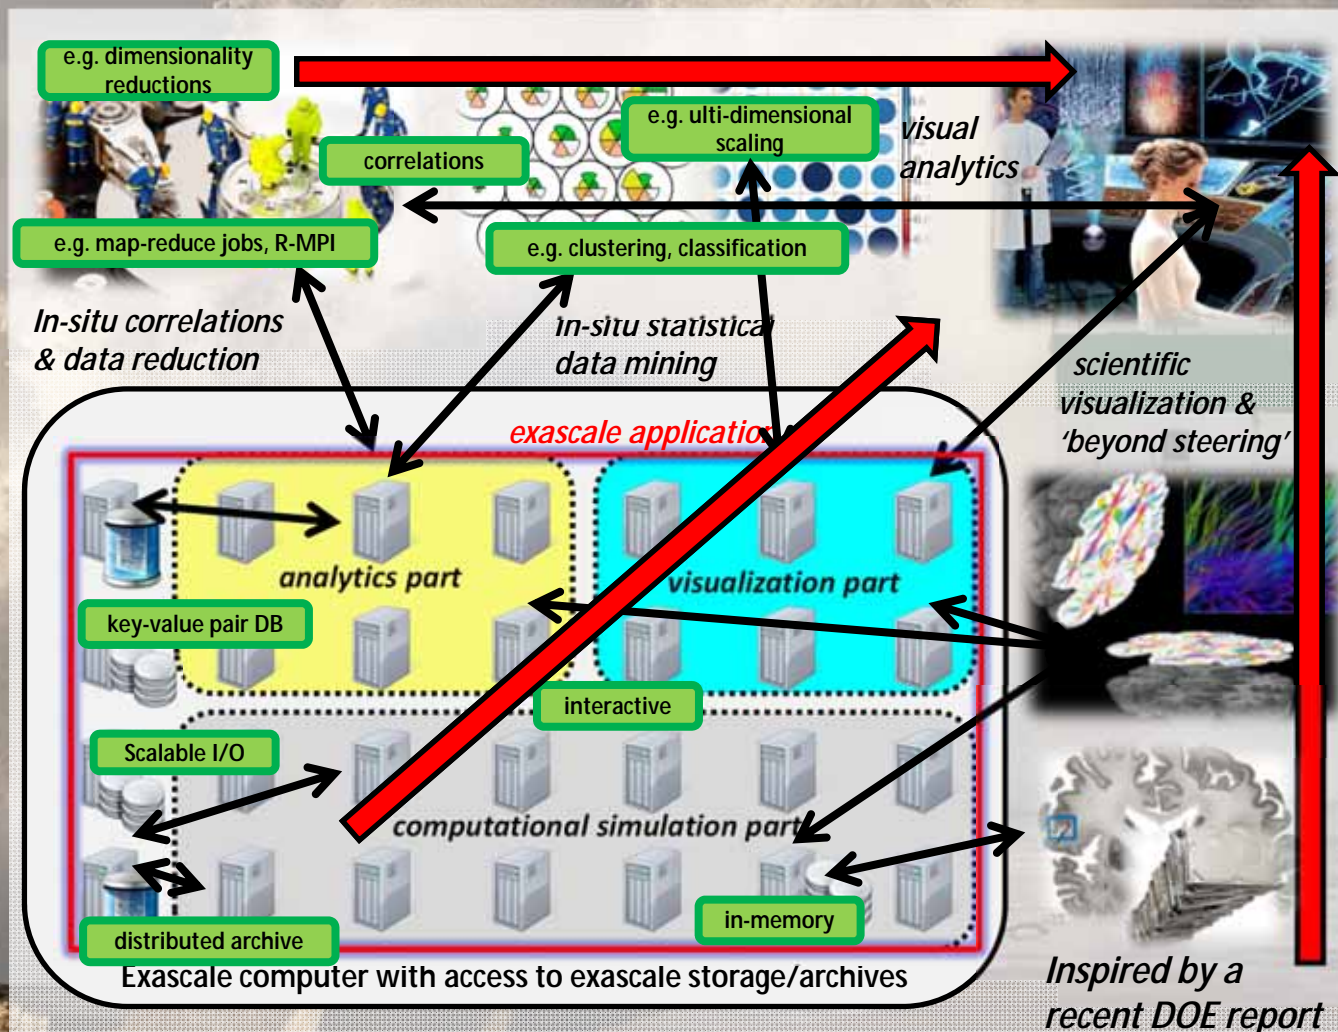 e.g. dimensionality
reductions
correlations
e.g. ulti-dimensional
scaling
visual
analytics
e.g. map-reduce jobs, R-MPI
e.g. clustering, classification
In-situ correlations
& data reduction
in-situ statistical
data mining
scientific
visualization &
‘beyond steering’
exascale application
analytics part
visualization part
key-value pair DB
interactive
Scalable I/O
computational simulation part
in-memory
distributed archive
Exascale computer with access to exascale storage/archives
Inspired by a
recent DOE report